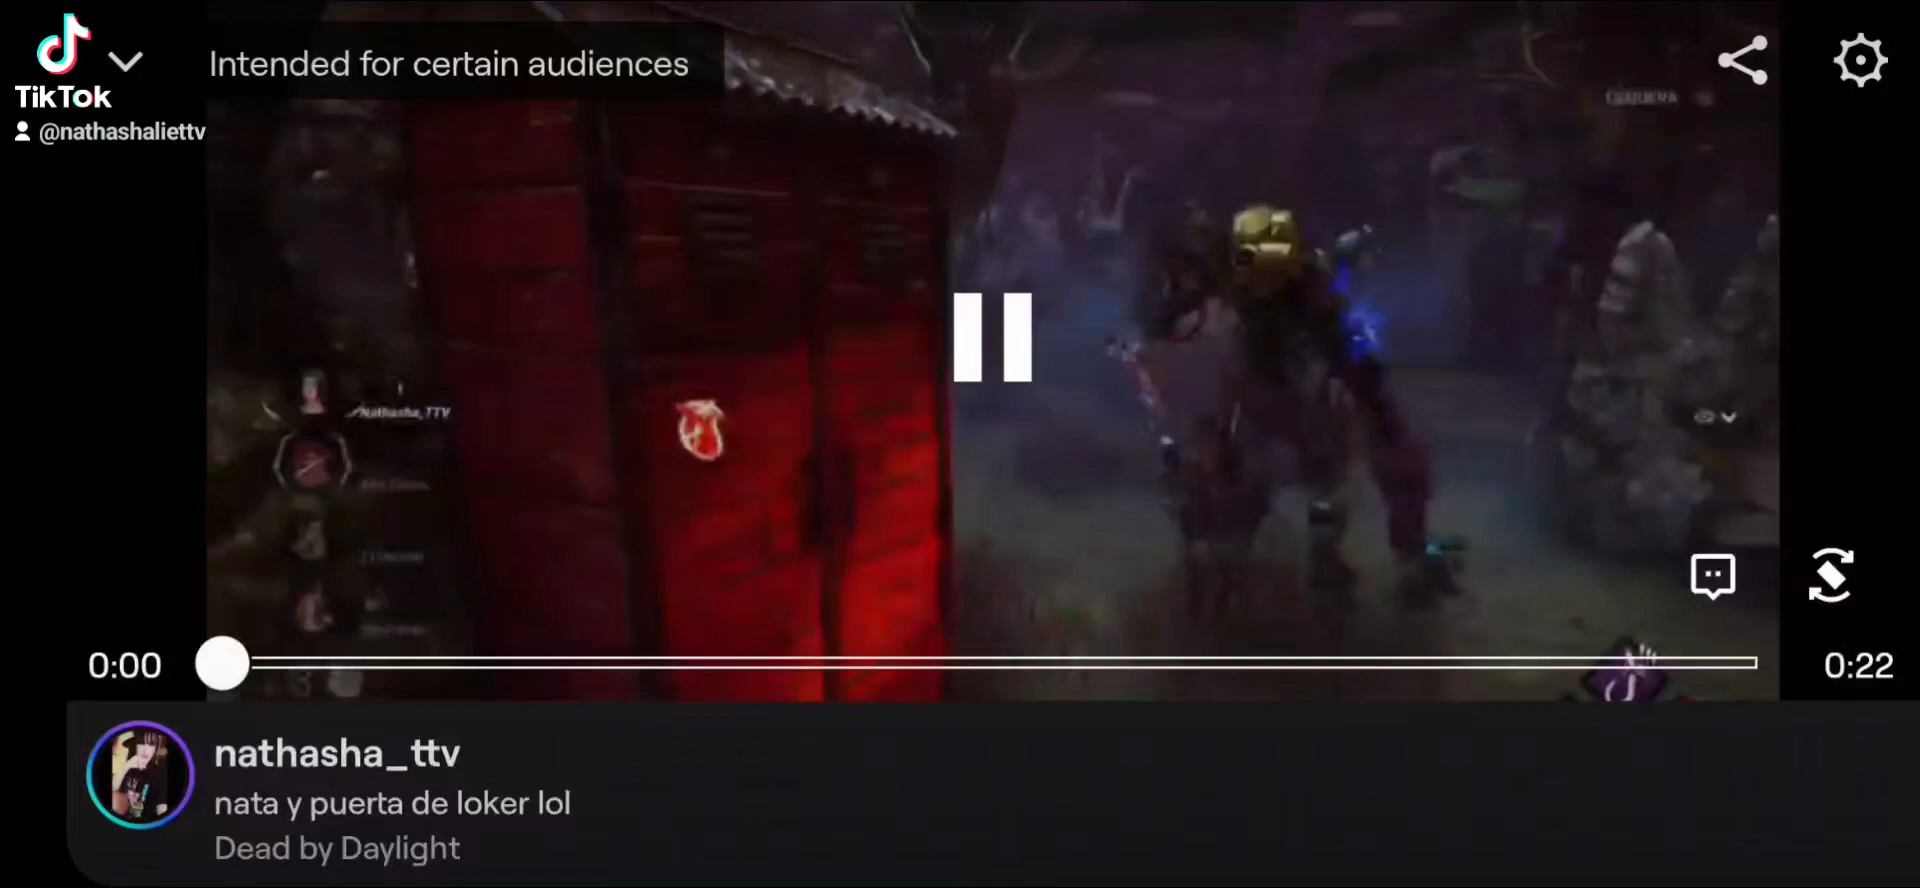 TikTok
@nathashaliettv
Intended for certain audiences
Nathasha_TTV
0:00
0:22
nathasha_ttv
nata y puerta de loker lol
Dead by Daylight